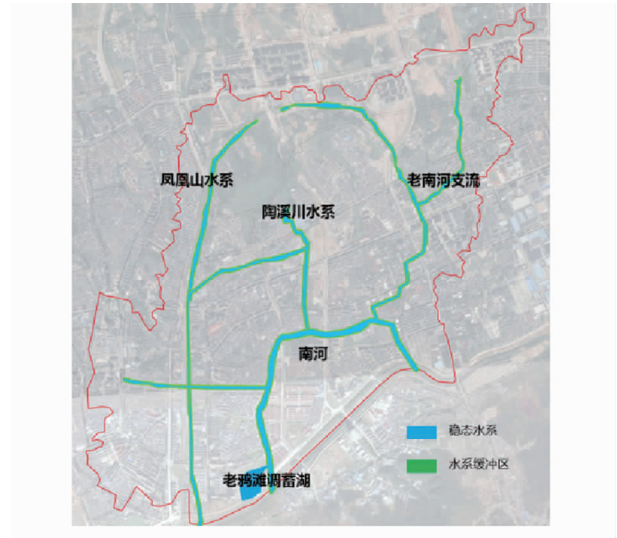 凤凰山水系
老南河支流
陶溪川水系
南河
稳态水系
水系缓冲区
老鸦滩调蓄湖